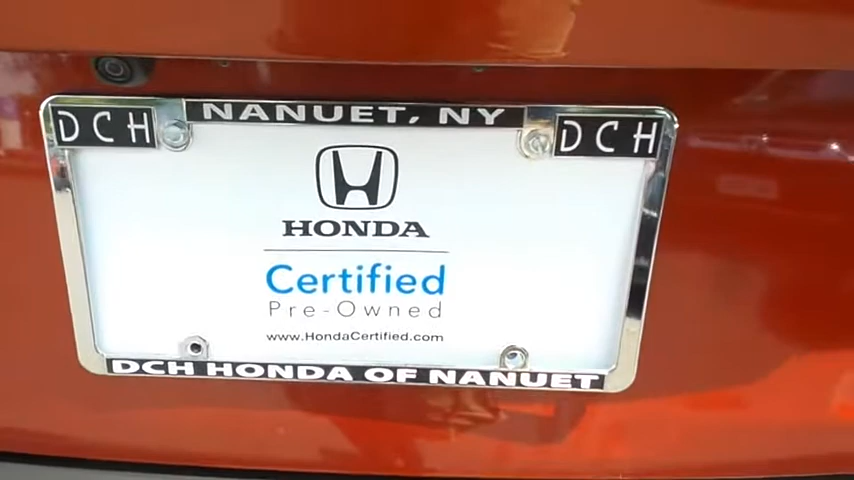 DCH NANUET, NY DCH
HONDA
Certified
Pre-Owned
www.HondaCertified.com
DCH HONDA OF NANUET